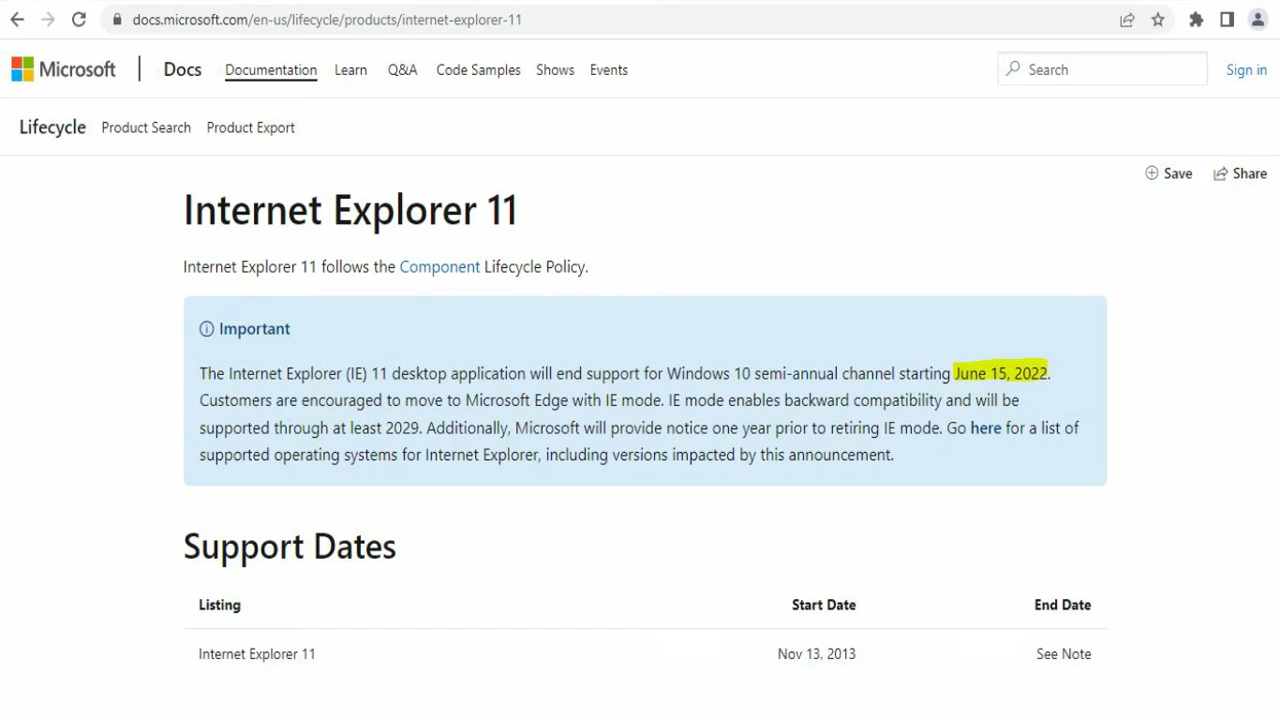 docs.microsoft.com/en-us/lifecycle/products/internet-explorer-11
Microsoft Docs Documentation Learn Q&A Code Samples Shows Events Search Sign in
Lifecycle Product Search Product Export
Save Share
Internet Explorer 11
Internet Explorer 11 follows the Component Lifecycle Policy.
Important
The Internet Explorer (IE) 11 desktop application will end support for Windows 10 semi-annual channel starting June 15, 2022.
Customers are encouraged to move to Microsoft Edge with IE mode. IE mode enables backward compatibility and will be
supported through at least 2029. Additionally, Microsoft will provide notice one year prior to retiring IE mode. Go here for a list of
supported operating systems for Internet Explorer, including versions impacted by this announcement.
Support Dates
Listing Start Date End Date
Internet Explorer 11 Nov 13, 2013 See Note